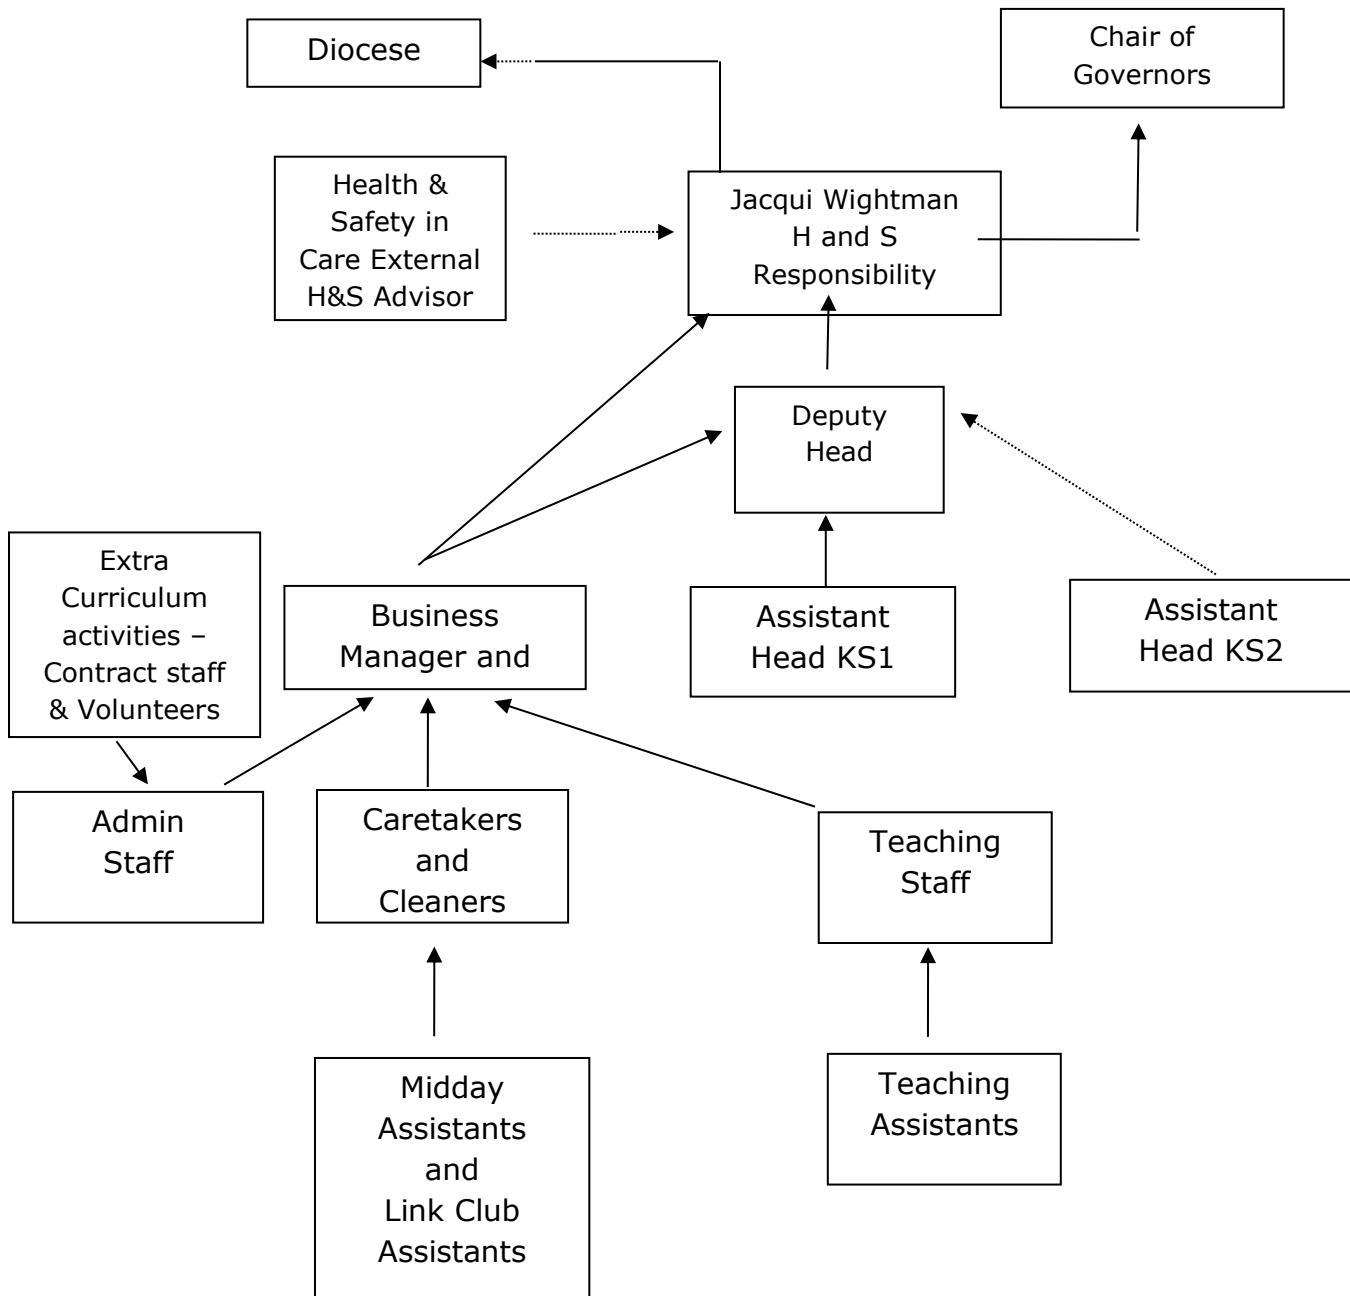 Diocese
Chair of
Governors
Health &
Safety in
Care External
H&S Advisor
Jacqui Wightman
H and S
Responsibility
Deputy
Head
Extra
Curriculum
activities –
Contract staff
& Volunteers
Business
Manager and
Assistant
Head KS1
Assistant
Head KS2
Admin
Staff
Caretakers
and
Cleaners
Teaching
Staff
Midday
Assistants
and
Link Club
Assistants
Teaching
Assistants